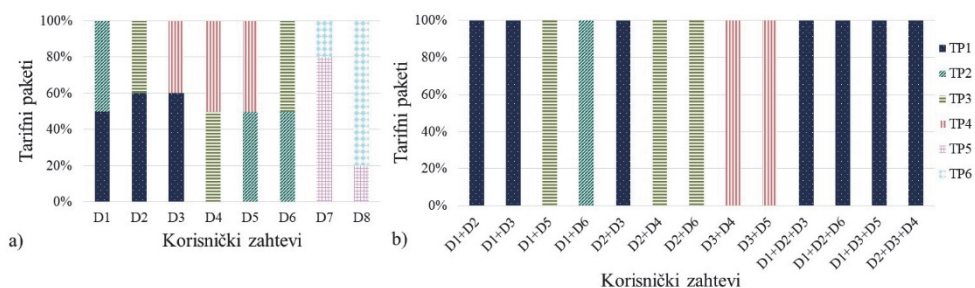 100%
80%
60%
40%
20%
0%
Tarifni paketi
D1 D2 D3 D4 D5 D6 D7 D8
Korisnički zahtevi
a)
100%
80%
60%
40%
20%
0%
Tarifni paketi
D1+D2
D1+D3
D1+D5
D1+D6
D2+D3
D2+D4
D2+D6
D3+D4
D3+D5
D1+D2+D3
D1+D2+D6
D1+D3+D5
D2+D3+D4
Korisnički zahtevi
b)
TP1
TP2
TP3
TP4
TP5
TP6